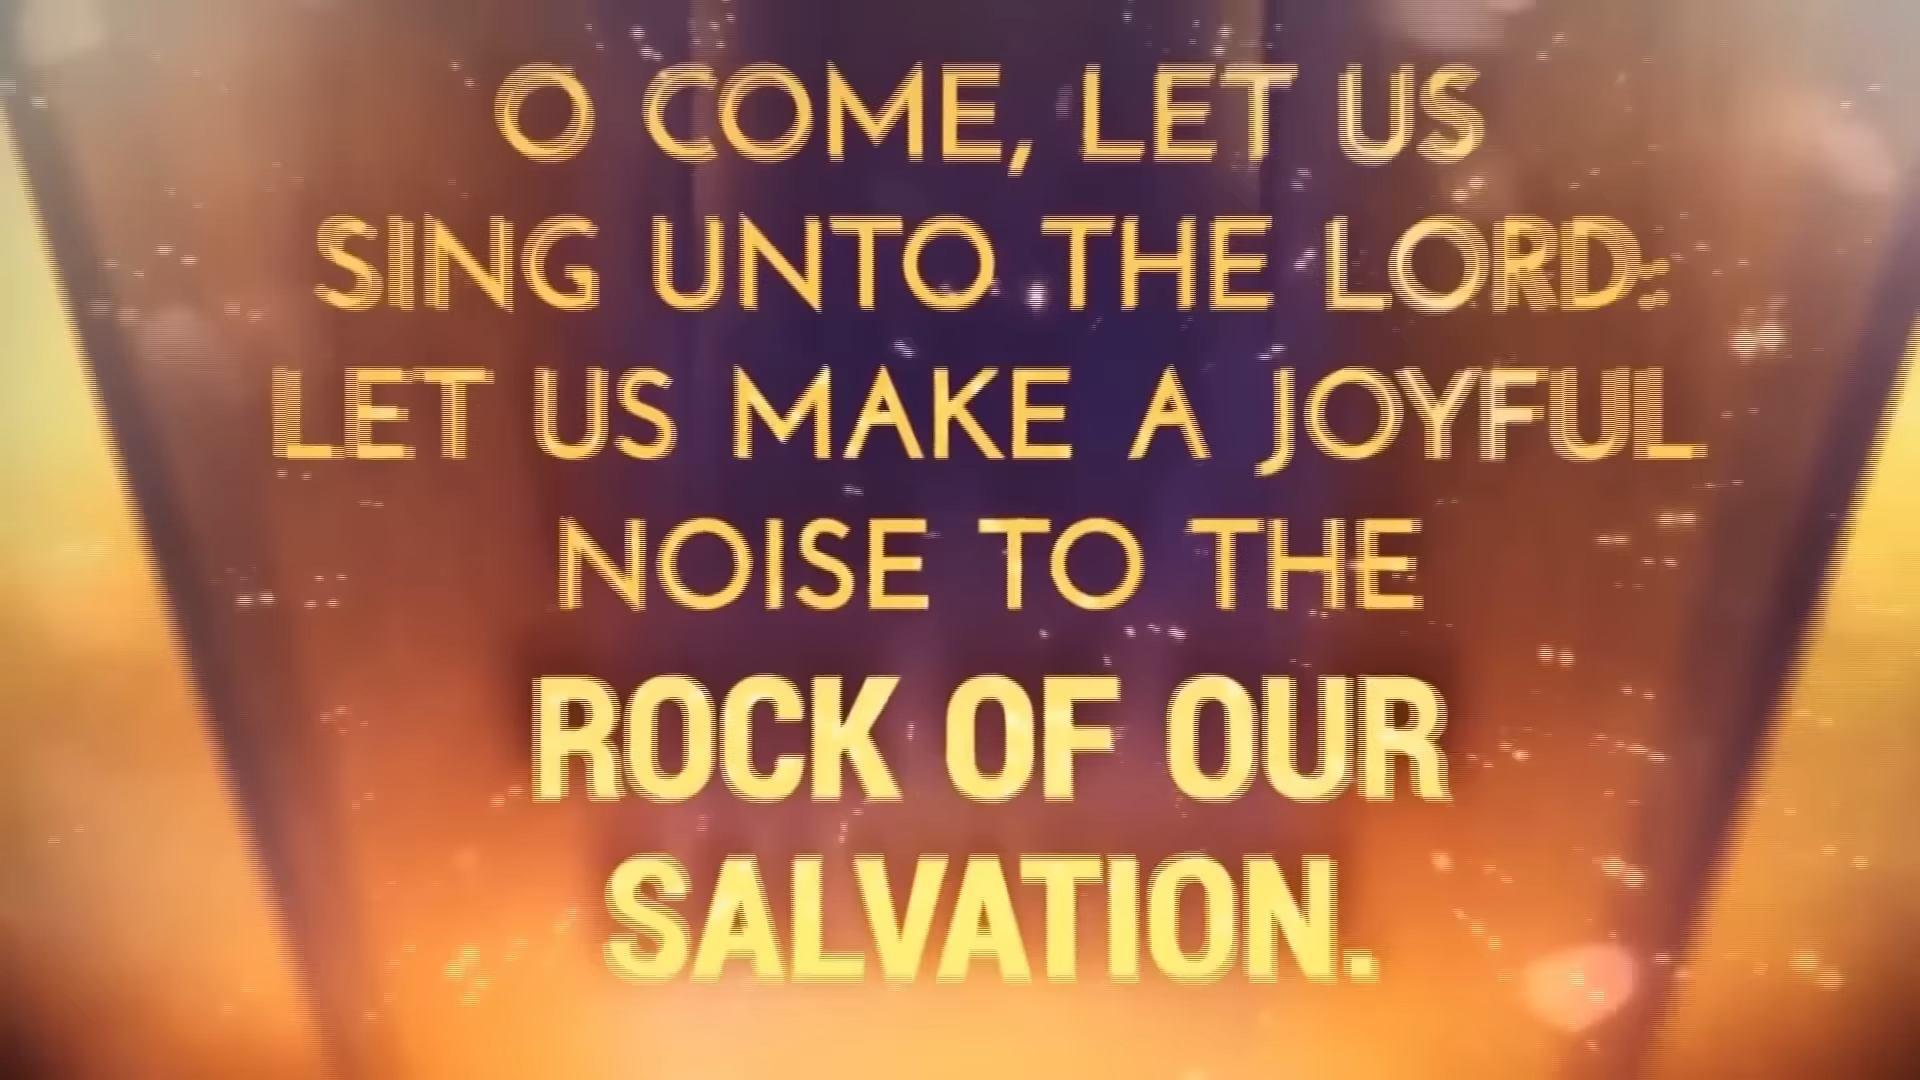 O COME, LET US
SING UNTO THE LORD:
LET US MAKE A JOYFUL
NOISE TO THE
ROCK OF OUR
SALVATION.